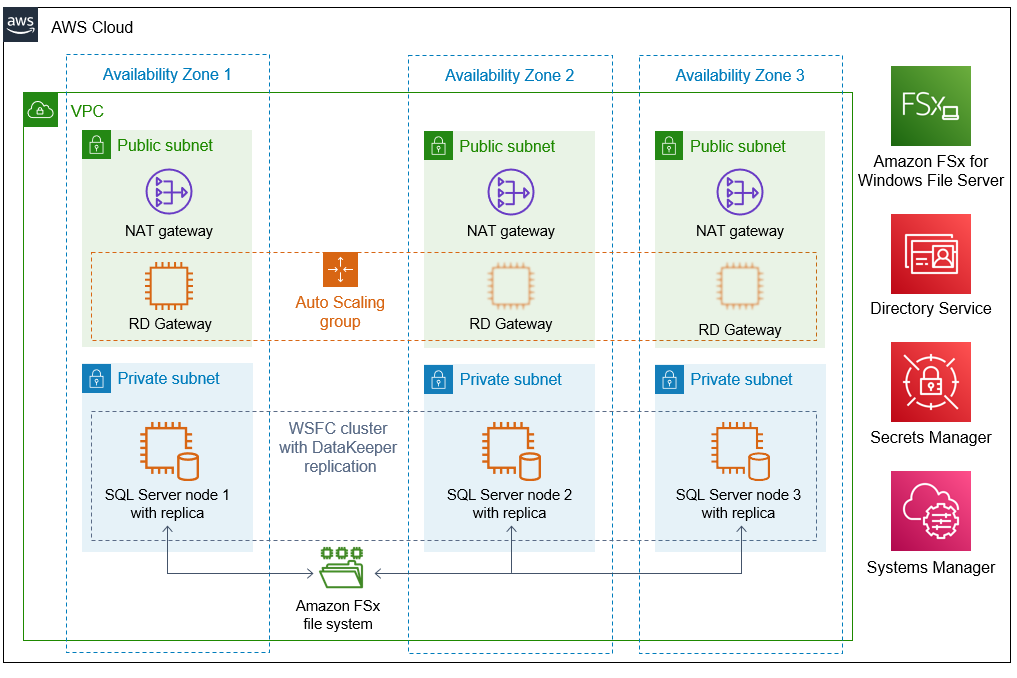 aws
AWS Cloud
Availability Zone 1
Availability Zone 2
Availability Zone 3
VPC
Public subnet
Public subnet
Public subnet
NAT gateway
NAT gateway
NAT gateway
Auto Scaling
group
RD Gateway
RD Gateway
RD Gateway
Private subnet
Private subnet
Private subnet
WSFC cluster
with DataKeeper
replication
SQL Server node 1
with replica
SQL Server node 2
with replica
SQL Server node 3
with replica
Amazon FSx
file system
FSx
Amazon FSx for
Windows File Server
Directory Service
Secrets Manager
Systems Manager